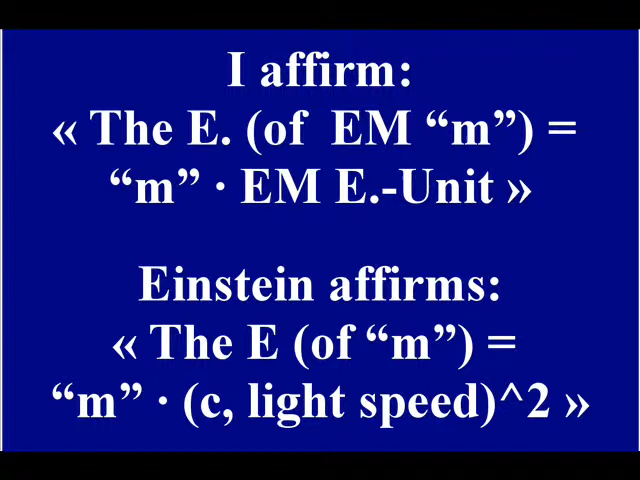 I affirm:
« The E. (of  EM “m”) =
“m” · EM E.-Unit »
Einstein affirms:
« The E (of “m”) =
“m” · (c, light speed)^2 »